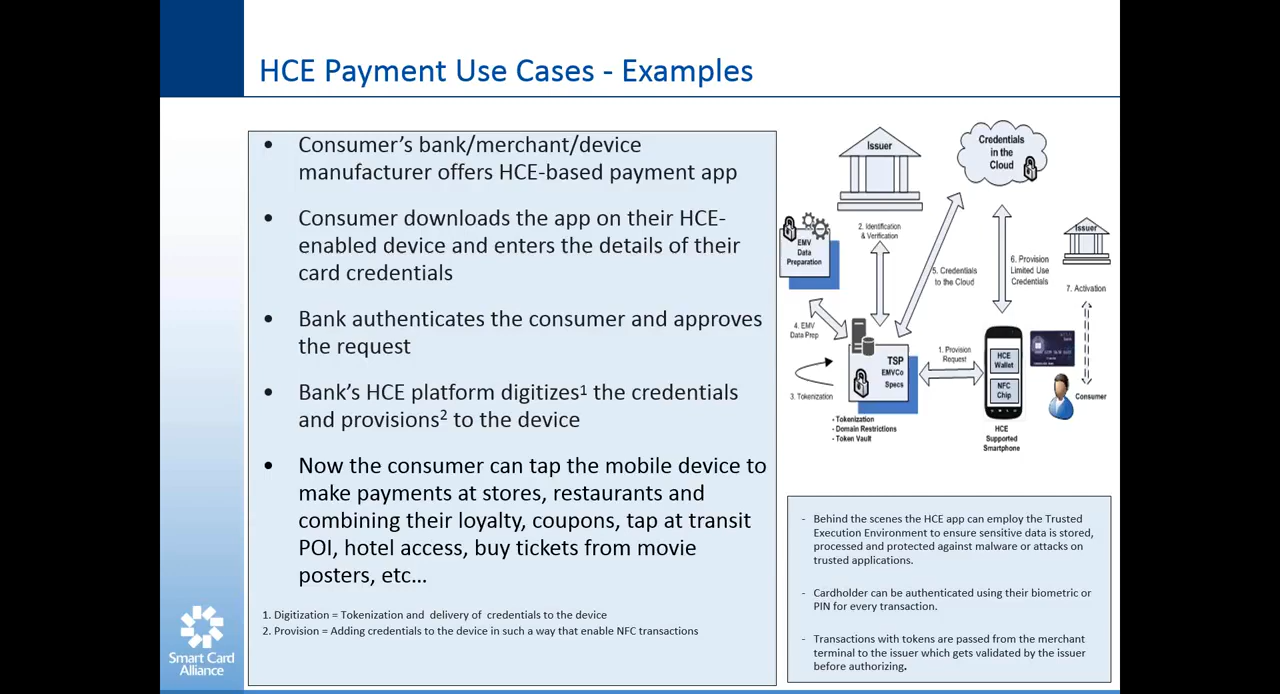 HCE Payment Use Cases - Examples
• Consumer’s bank/merchant/device
manufacturer offers HCE-based payment app
• Consumer downloads the app on their HCE-
enabled device and enters the details of their
card credentials
• Bank authenticates the consumer and approves
the request
• Bank’s HCE platform digitizes1 the credentials
and provisions2 to the device
• Now the consumer can tap the mobile device to
make payments at stores, restaurants and
combining their loyalty, coupons, tap at transit
POI, hotel access, buy tickets from movie
posters, etc…
1. Digitization = Tokenization and delivery of credentials to the device
2. Provision = Adding credentials to the device in such a way that enable NFC transactions
Issuer
Credentials
in the
Cloud
2. Identification
& Verification
EMV
Data
Preparation
Issuer
5. Credentials
to the Cloud
6. Provision
Limited Use
Credentials
7. Activation
4. EMV
Data Prep
1. Provision
Request
TSP
EMVCo
Specs
HCE
Wallet
NFC
Chip
3. Tokenization
Consumer
• Tokenization
- Domain Restrictions
- Token Vault
HCE
Supported
Smartphone
- Behind the scenes the HCE app can employ the Trusted
Execution Environment to ensure sensitive data is stored,
processed and protected against malware or attacks on
trusted applications.
- Cardholder can be authenticated using their biometric or
PIN for every transaction.
- Transactions with tokens are passed from the merchant
terminal to the issuer which gets validated by the issuer
before authorizing.
Smart Card
Alliance